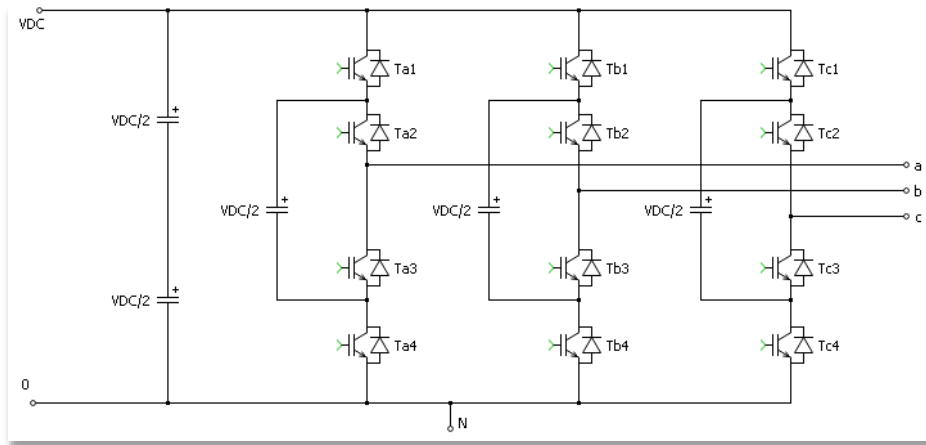 VDC
Ta1
Tb1
Tc1
VDC/2
+
+
+
+
Ta2
Tb2
Tc2
a
b
c
VDC/2
VDC/2
VDC/2
VDC/2
+
Ta3
Tb3
Tc3
Ta4
Tb4
Tc4
0
N